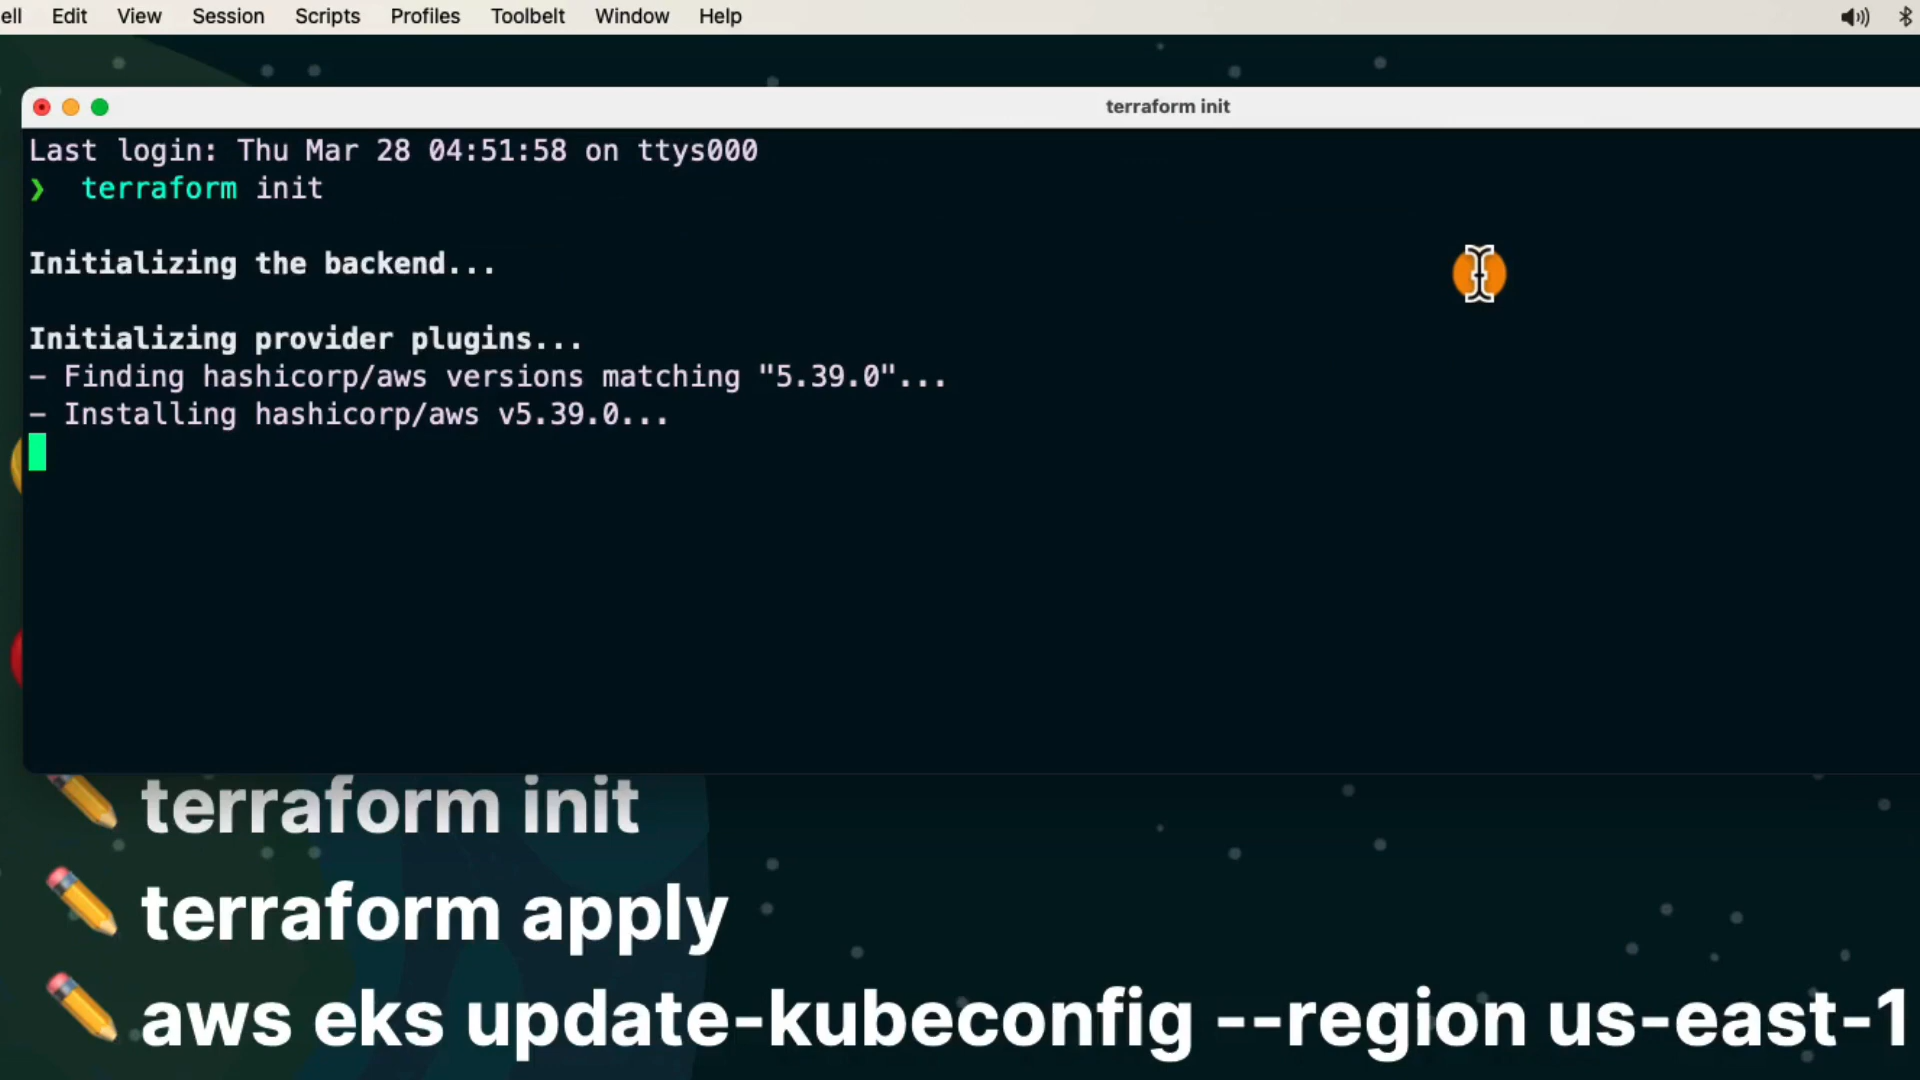 ell Edit View Session Scripts Profiles Toolbelt Window Help
terraform init
Last login: Thu Mar 28 04:51:58 on ttys000
❯ terraform init
Initializing the backend...
Initializing provider plugins...
- Finding hashicorp/aws versions matching "5.39.0"...
- Installing hashicorp/aws v5.39.0...
terraform init
terraform apply
aws eks update-kubeconfig --region us-east-1